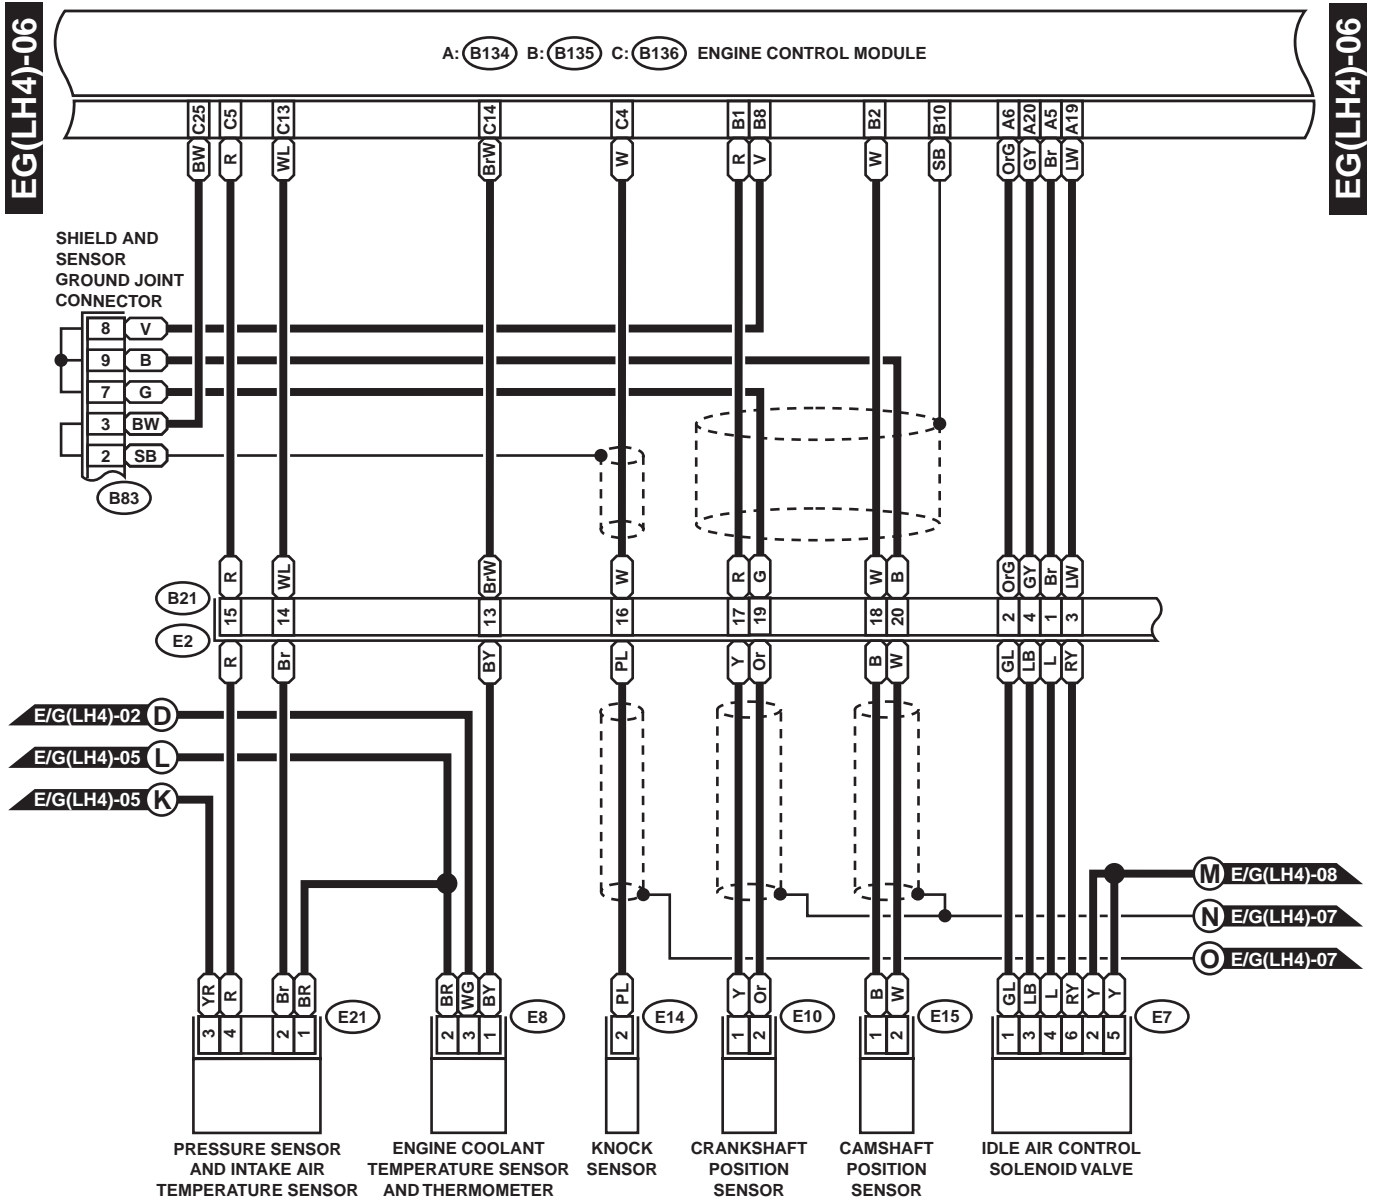 EG(LH4)-06
EG(LH4)-06
A: B134 B: B135 C: B136 ENGINE CONTROL MODULE
C25 C5 C13 C14 C4 B1 B8 B2 B10 A6 A20 A5 A19
BW R WL BrW W R V W SB OrG GY Br LW
SHIELD AND
SENSOR
GROUND JOINT
CONNECTOR
8 V
9 B
7 G
3 BW
2 SB
B83
R WL BrW W R G W B OrG GY Br LW
B21
15 14 13 16 17 19 18 20 2 4 1 3
E2
R Br BY PL Y Or B W GL LB L RY
E/G(LH4)-02 D
E/G(LH4)-05 L
E/G(LH4)-05 K
M E/G(LH4)-08
N E/G(LH4)-07
O E/G(LH4)-07
YR R Br BR BR WG BY PL Y Or B W GL LB L RY Y Y
E21 E8 E14 E10 E15 E7
3 4 2 1 2 3 1 2 1 2 1 2 1 3 4 6 2 5
PRESSURE SENSOR
AND INTAKE AIR
TEMPERATURE SENSOR
ENGINE COOLANT
TEMPERATURE SENSOR
AND THERMOMETER
KNOCK
SENSOR
CRANKSHAFT
POSITION
SENSOR
CAMSHAFT
POSITION
SENSOR
IDLE AIR CONTROL
SOLENOID VALVE